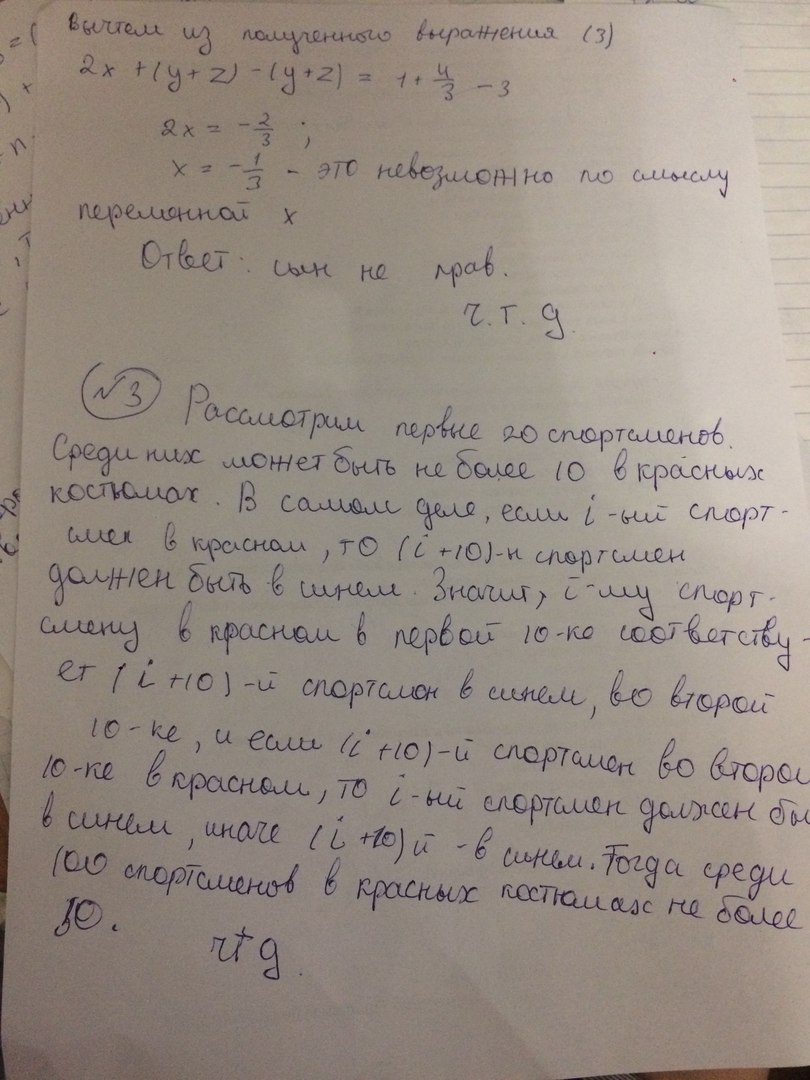 Вычтем из полученного выражения (3)
2x + (y+z) - (y+z) = 1 + 4/3 - 3
2x = -2/3 ;
x = -1/3 - это невозможно по смыслу
переменной x
Ответ: сын не прав.
ч.т.д.
№3 Рассмотрим первые 20 спортсменов.
Среди них может быть не более 10 в красных
костюмах. В самом деле, если i-ый спорт-
смен в красном, то (i+10)-й спортсмен
должен быть в синем. Значит, i-му спорт-
смену в красном в первой 10-ке соответству-
ет (i+10)-й спортсмен в синем, во второй
10-ке, и если (i+10)-й спортсмен во второй
10-ке в красном, то i-ый спортсмен должен бы
в синем, иначе (i+10)й - в синем. Тогда среди
100 спортсменов в красных костюмах не более
50.
чтд.